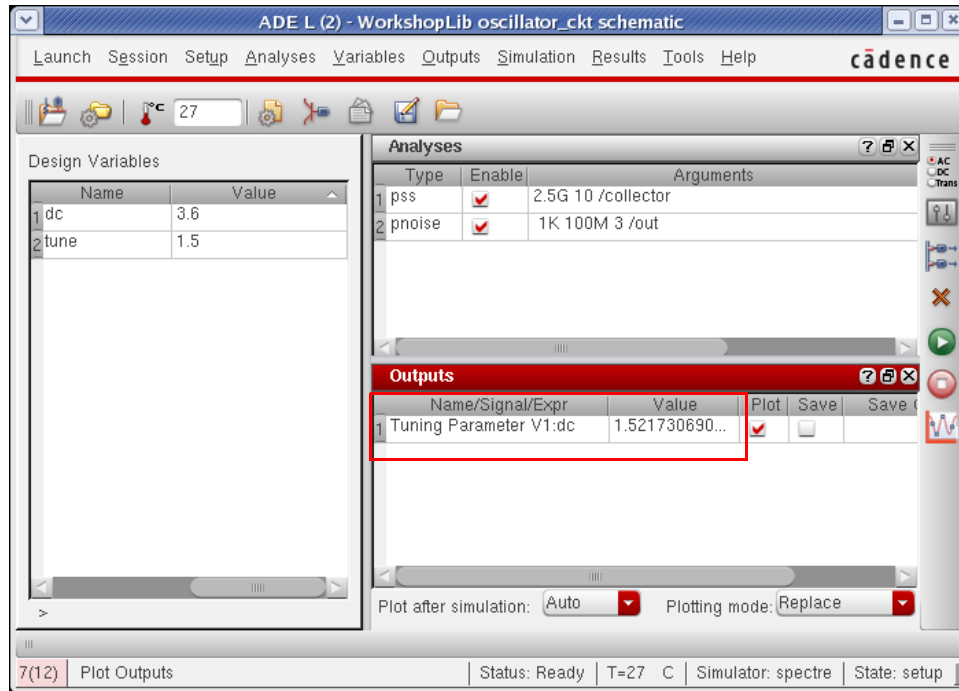 ADE L (2) - WorkshopLib oscillator_ckt schematic
Launch Session Setup Analyses Variables Outputs Simulation Results Tools Help
cādence
°C 27
Design Variables
Name Value
1 dc 3.6
2 tune 1.5
>
Analyses
Type Enable Arguments
1 pss 2.5G 10 /collector
2 pnoise 1K 100M 3 /out
AC
DC
Trans
Outputs
Name/Signal/Expr Value Plot Save Save
1 Tuning Parameter V1:dc 1.521730690...
Plot after simulation: Auto Plotting mode: Replace
7(12) Plot Outputs Status: Ready T=27 C Simulator: spectre State: setup